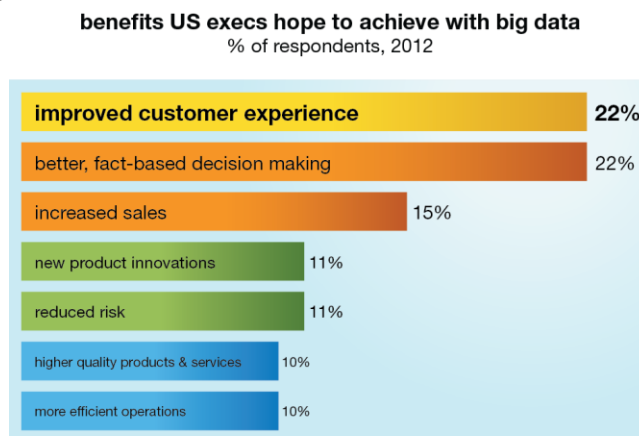 benefits US execs hope to achieve with big data
% of respondents, 2012
improved customer experience 22%
better, fact-based decision making 22%
increased sales 15%
new product innovations 11%
reduced risk 11%
higher quality products & services 10%
more efficient operations 10%